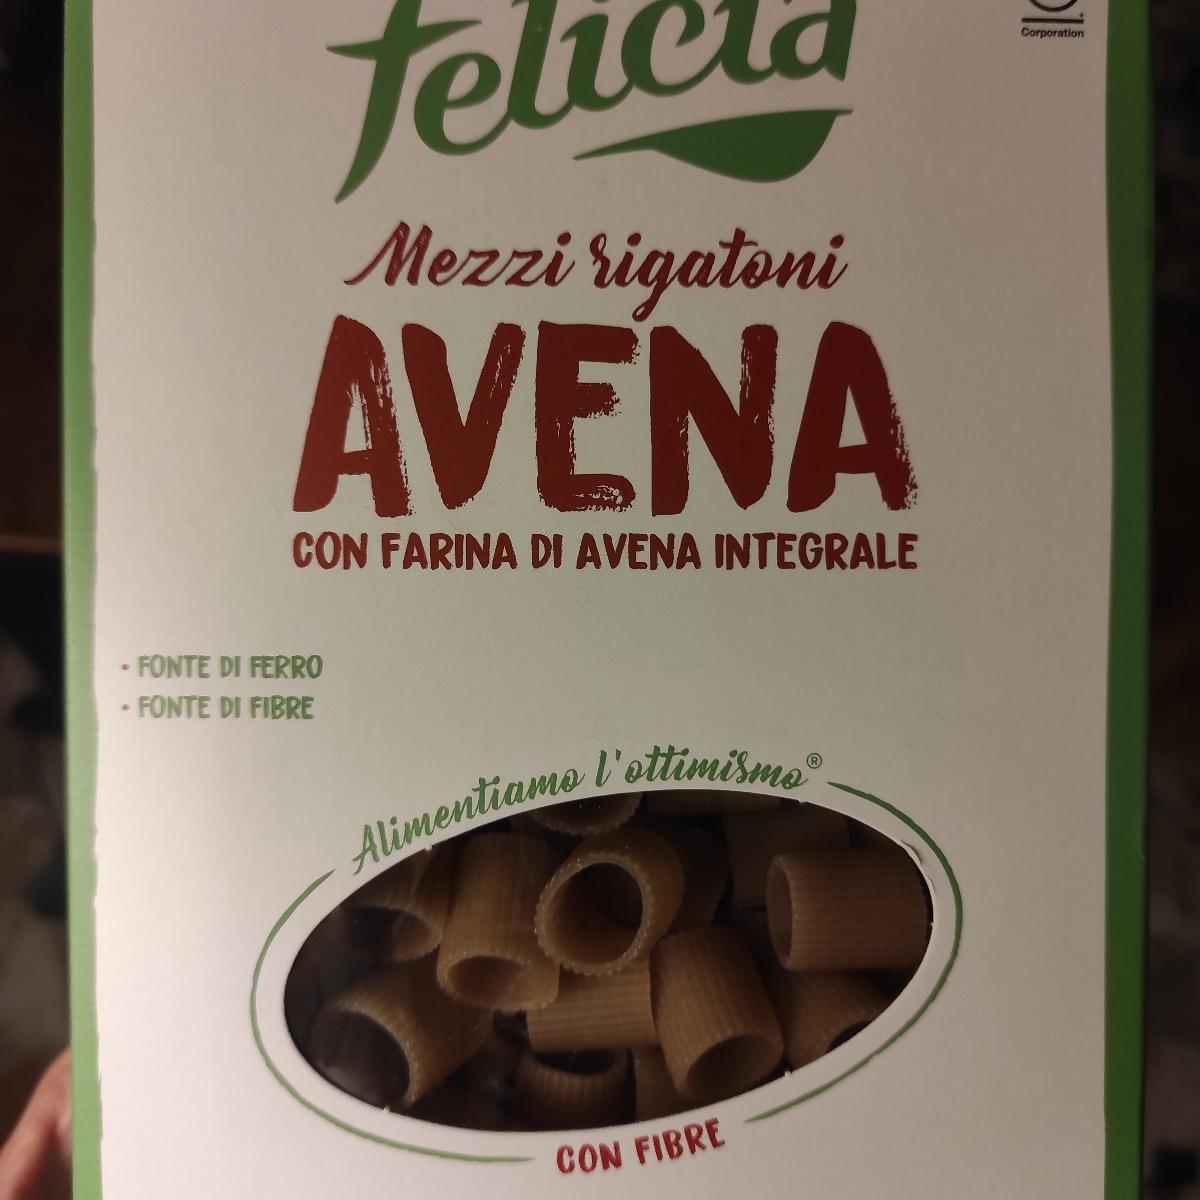 felicia
Corporation
Mezzi rigatoni
AVENA
CON FARINA DI AVENA INTEGRALE
• FONTE DI FERRO
• FONTE DI FIBRE
Alimentiamo l'ottimismo®
CON FIBRE